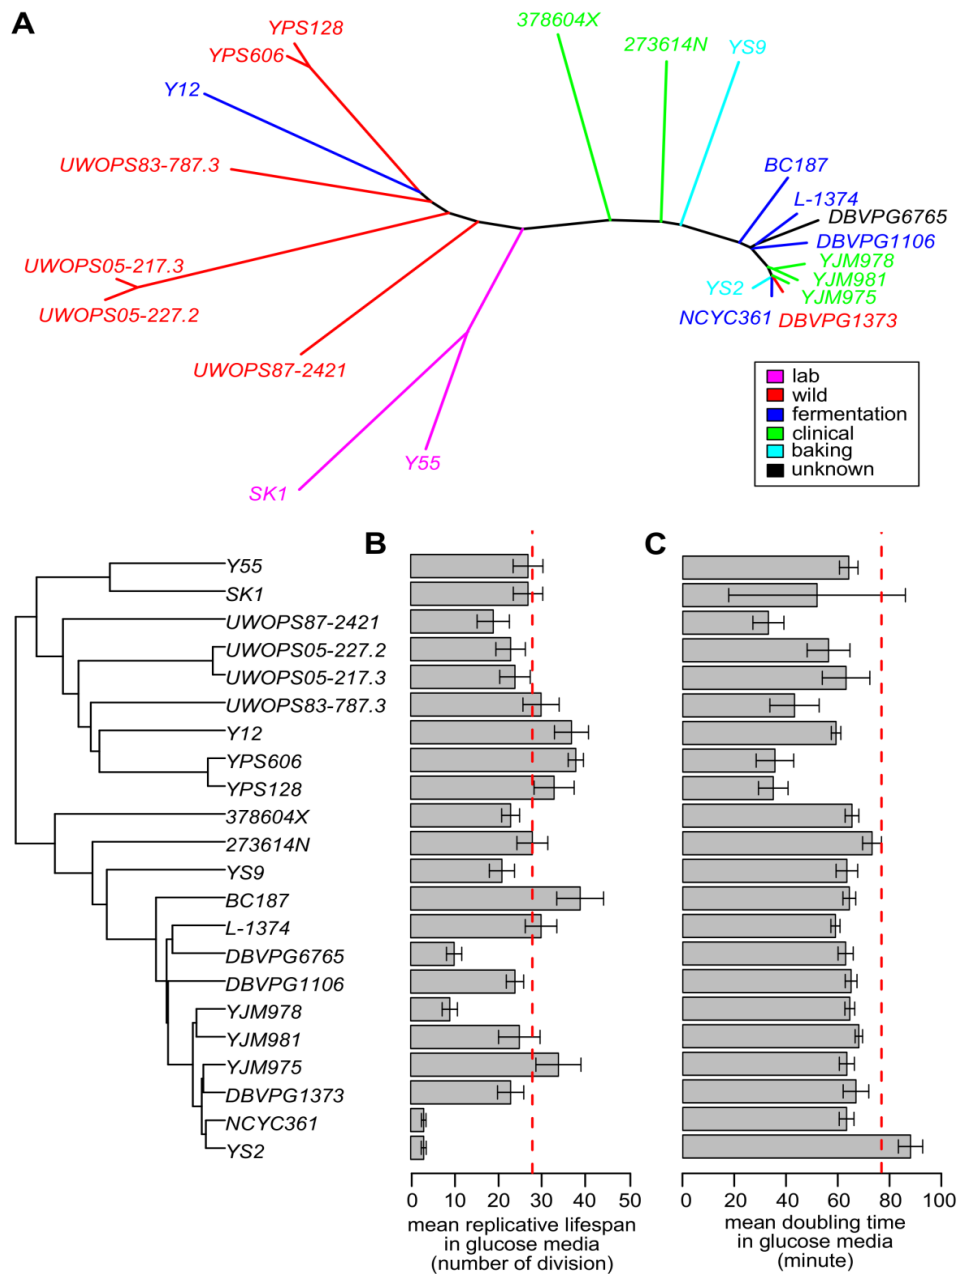 A
YPS128
YPS606
Y12
UWOPS83-787.3
UWOPS05-217.3
UWOPS05-227.2
UWOPS87-2421
SK1
Y55
378604X
273614N
YS9
BC187
L-1374
DBVPG6765
DBVPG1106
YJM978
YJM981
YJM975
YS2
NCYC361
DBVPG1373
lab
wild
fermentation
clinical
baking
unknown
B
C
Y55
SK1
UWOPS87-2421
UWOPS05-227.2
UWOPS05-217.3
UWOPS83-787.3
Y12
YPS606
YPS128
378604X
273614N
YS9
BC187
L-1374
DBVPG6765
DBVPG1106
YJM978
YJM981
YJM975
DBVPG1373
NCYC361
YS2
0 10 20 30 40 50
mean replicative lifespan
in glucose media
(number of division)
0 20 40 60 80 100
mean doubling time
in glucose media
(minute)